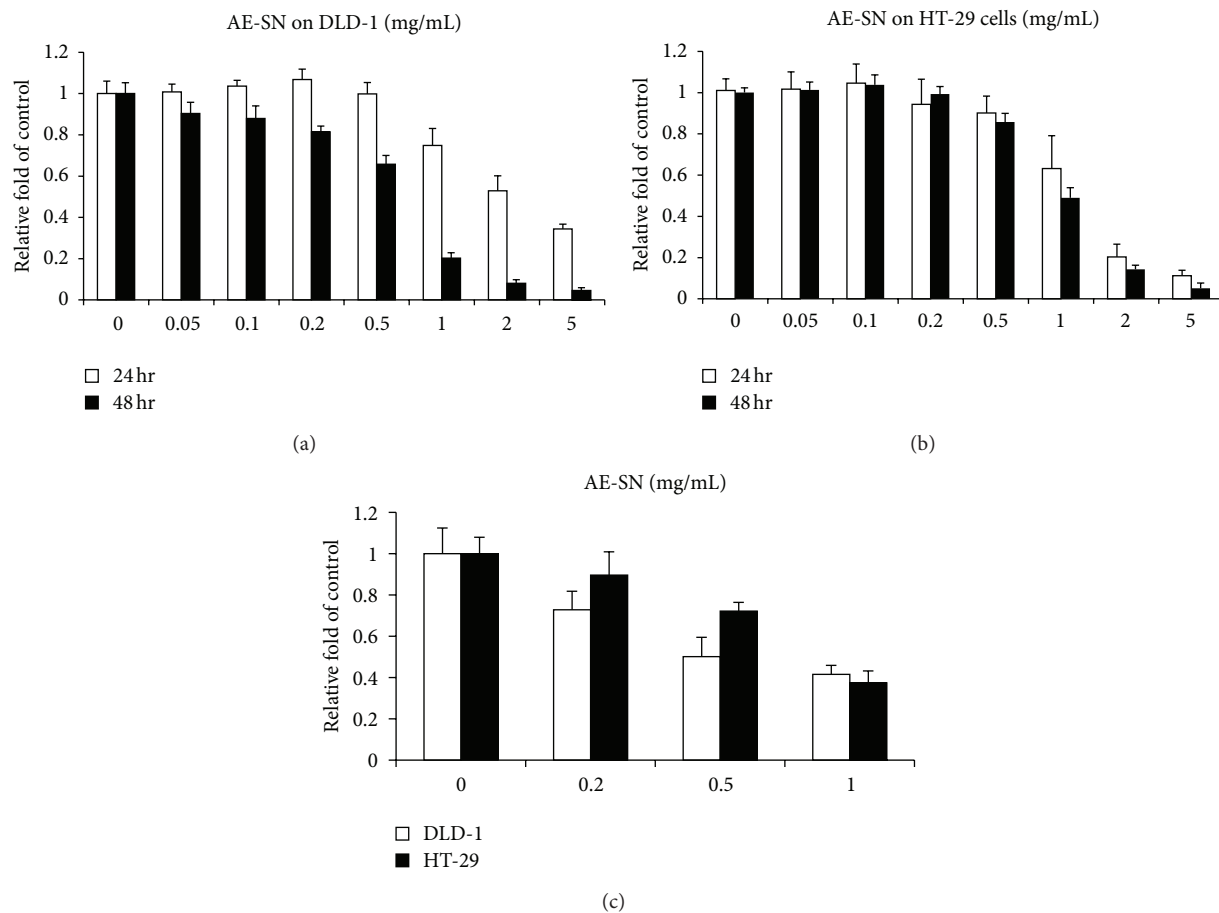 AE-SN on DLD-1 (mg/mL)
Relative fold of control
1.2
1
0.8
0.6
0.4
0.2
0
0 0.05 0.1 0.2 0.5 1 2 5
24 hr
48 hr
(a)
AE-SN on HT-29 cells (mg/mL)
Relative fold of control
1.2
1
0.8
0.6
0.4
0.2
0
0 0.05 0.1 0.2 0.5 1 2 5
24 hr
48 hr
(b)
AE-SN (mg/mL)
Relative fold of control
1.2
1
0.8
0.6
0.4
0.2
0
0 0.2 0.5 1
DLD-1
HT-29
(c)